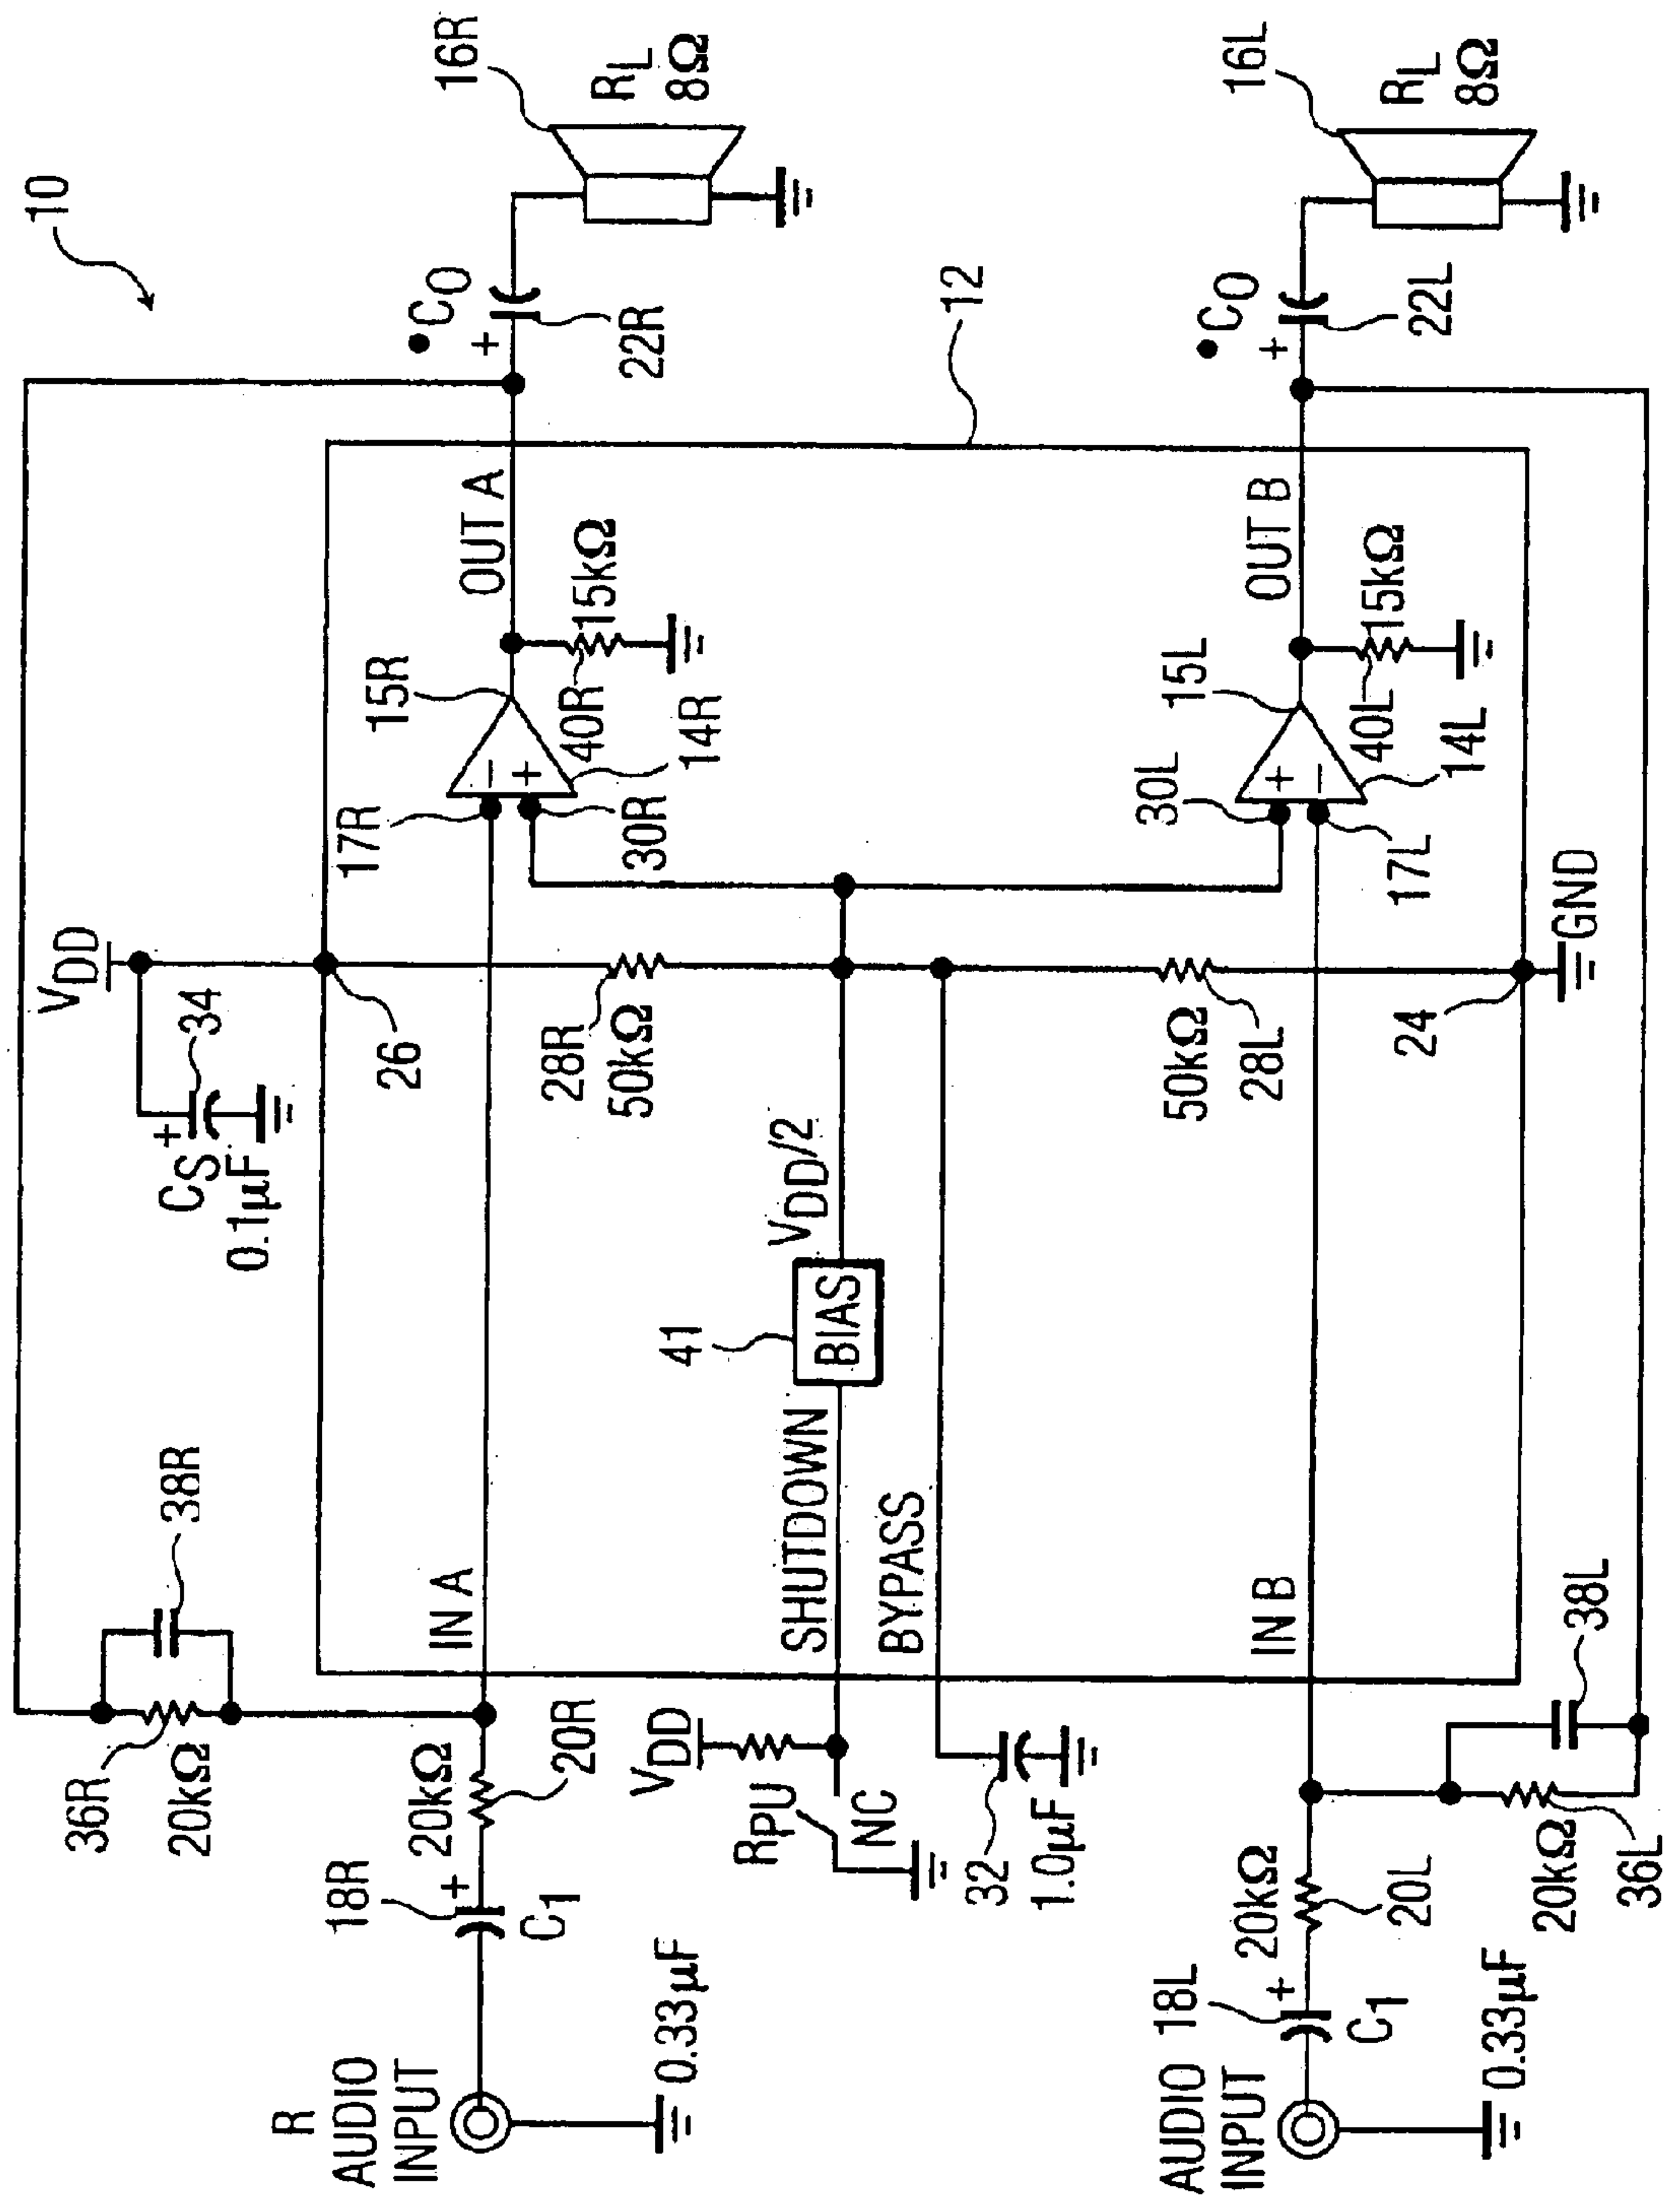 10
VDD
CS
+
0.1µF
34
36R
20kΩ
38R
26
R
AUDIO
INPUT
18R
+
C1
0.33µF
20kΩ
20R
IN A
17R
−
+
30R
15R
40R
15kΩ
14R
OUT A
•CO
+
22R
16R
RL
8Ω
28R
50kΩ
VDD
RPU
NC
SHUTDOWN
41
BIAS
VDD/2
BYPASS
32
1.0µF
50kΩ
28L
12
AUDIO
INPUT
18L
+
C1
0.33µF
20kΩ
20L
IN B
30L
+
−
17L
15L
40L
15kΩ
14L
OUT B
•CO
+
22L
16L
RL
8Ω
24
GND
20kΩ
36L
38L